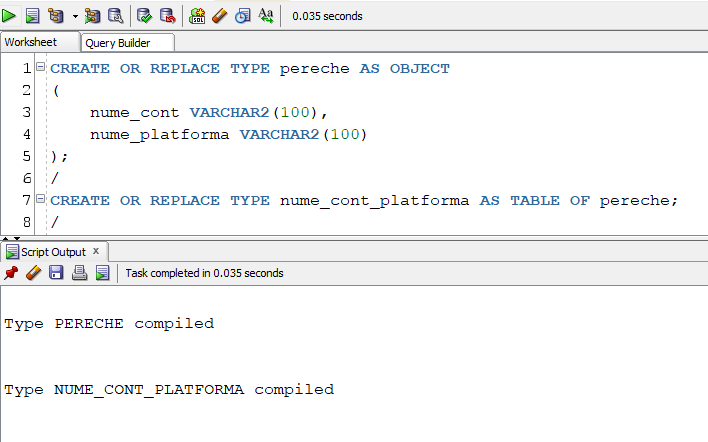 0.035 seconds
Worksheet Query Builder
1 CREATE OR REPLACE TYPE pereche AS OBJECT
2 (
3 nume_cont VARCHAR2(100),
4 nume_platforma VARCHAR2(100)
5 );
6 /
7 CREATE OR REPLACE TYPE nume_cont_platforma AS TABLE OF pereche;
8 /
Script Output x
Task completed in 0.035 seconds
Type PERECHE compiled
Type NUME_CONT_PLATFORMA compiled